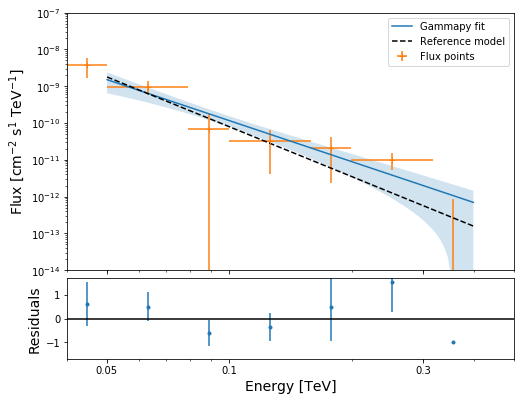 10⁻⁷
10⁻⁸
10⁻⁹
10⁻¹⁰
10⁻¹¹
10⁻¹²
10⁻¹³
10⁻¹⁴
Flux [cm⁻² s¹ TeV⁻¹]
Gammapy fit
Reference model
Flux points
1
0
−1
Residuals
0.05
0.1
0.3
Energy [TeV]